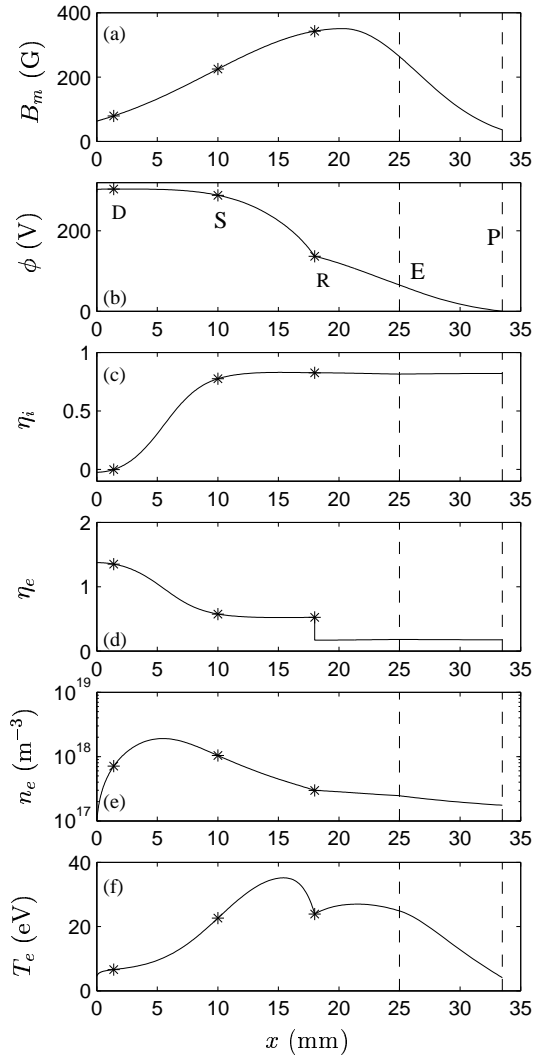 400
200
0
B_m (G)
(a)
0 5 10 15 20 25 30 35
200
0
ϕ (V)
D
S
R
E
P
(b)
0 5 10 15 20 25 30 35
1
0.5
0
η_i
(c)
0 5 10 15 20 25 30 35
2
1
0
η_e
(d)
0 5 10 15 20 25 30 35
10^19
10^18
10^17
n_e (m^−3)
(e)
0 5 10 15 20 25 30 35
40
20
0
T_e (eV)
(f)
0 5 10 15 20 25 30 35
x (mm)